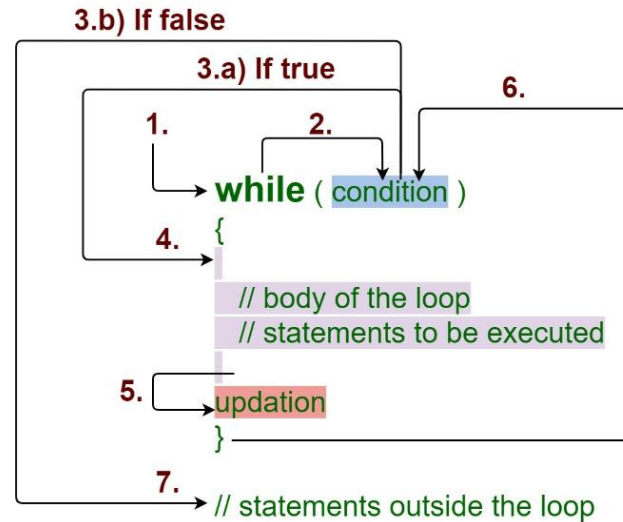 3.b) If false
3.a) If true
6.
1.
2.
while ( condition )
{
4.
// body of the loop
// statements to be executed
5.
updation
}
7.
// statements outside the loop